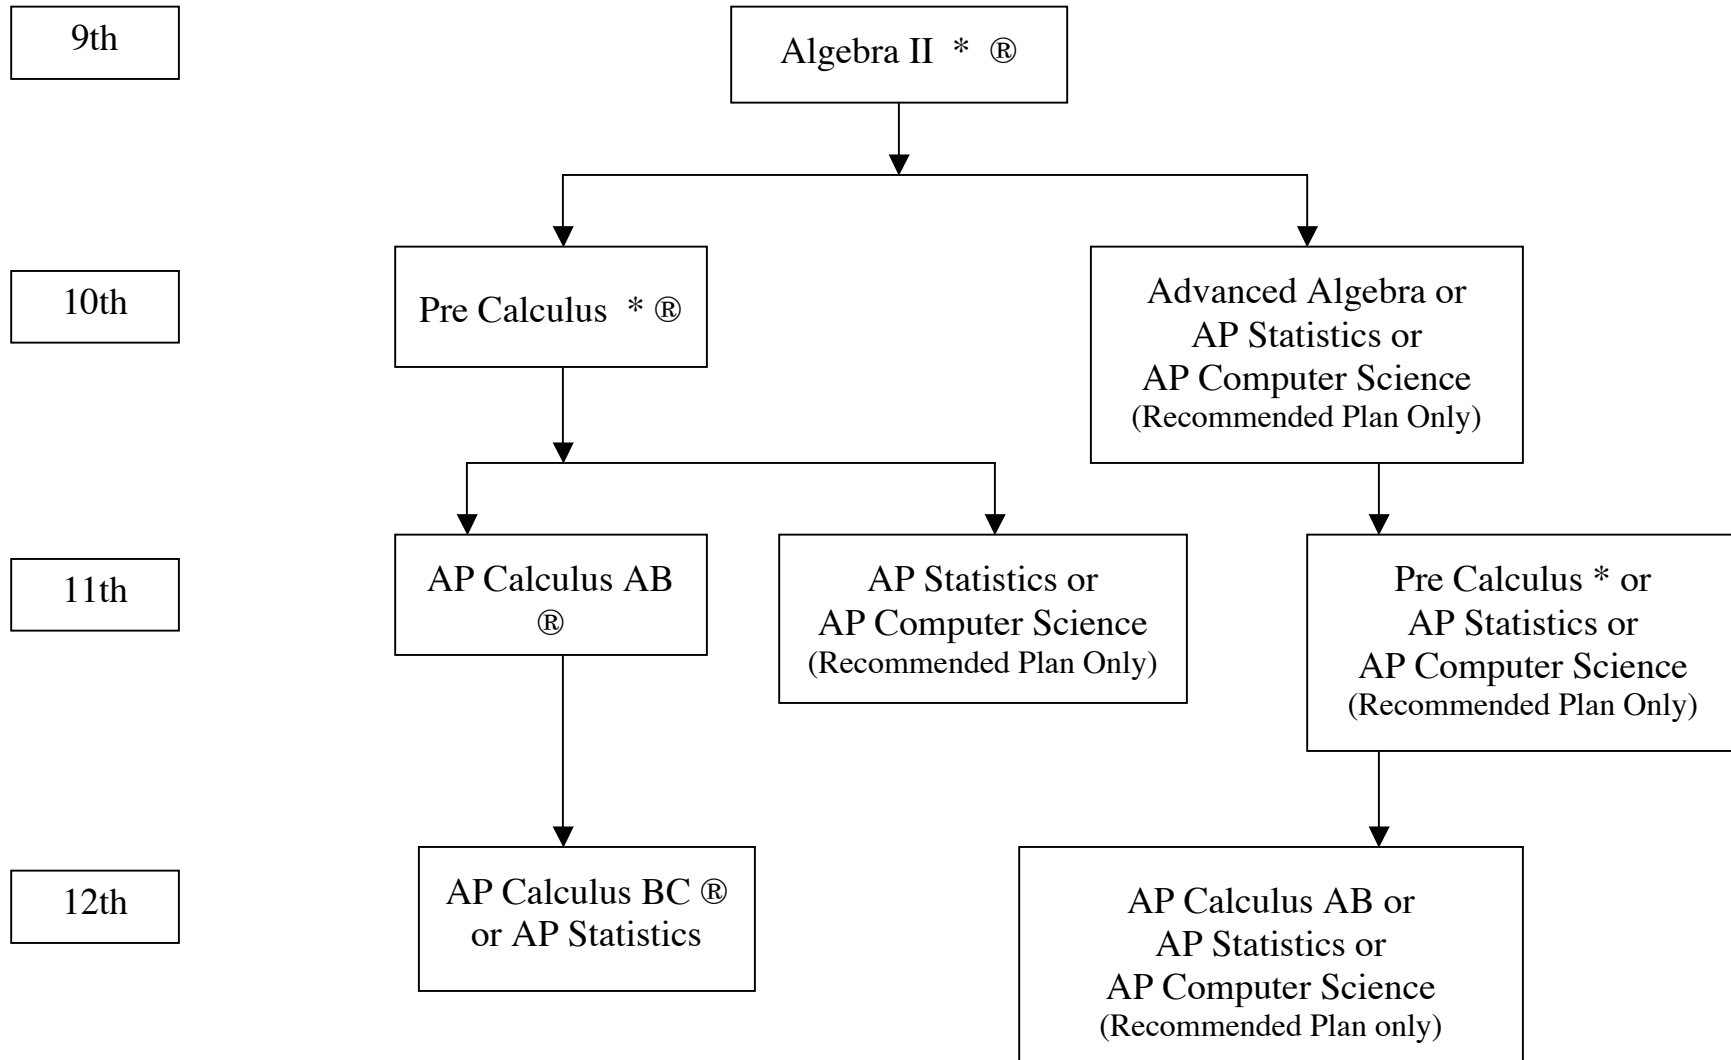 9th
Algebra II * ®
10th
Pre Calculus * ®
Advanced Algebra or
AP Statistics or
AP Computer Science
(Recommended Plan Only)
11th
AP Calculus AB
®
AP Statistics or
AP Computer Science
(Recommended Plan Only)
Pre Calculus * or
AP Statistics or
AP Computer Science
(Recommended Plan Only)
12th
AP Calculus BC ®
or AP Statistics
AP Calculus AB or
AP Statistics or
AP Computer Science
(Recommended Plan only)